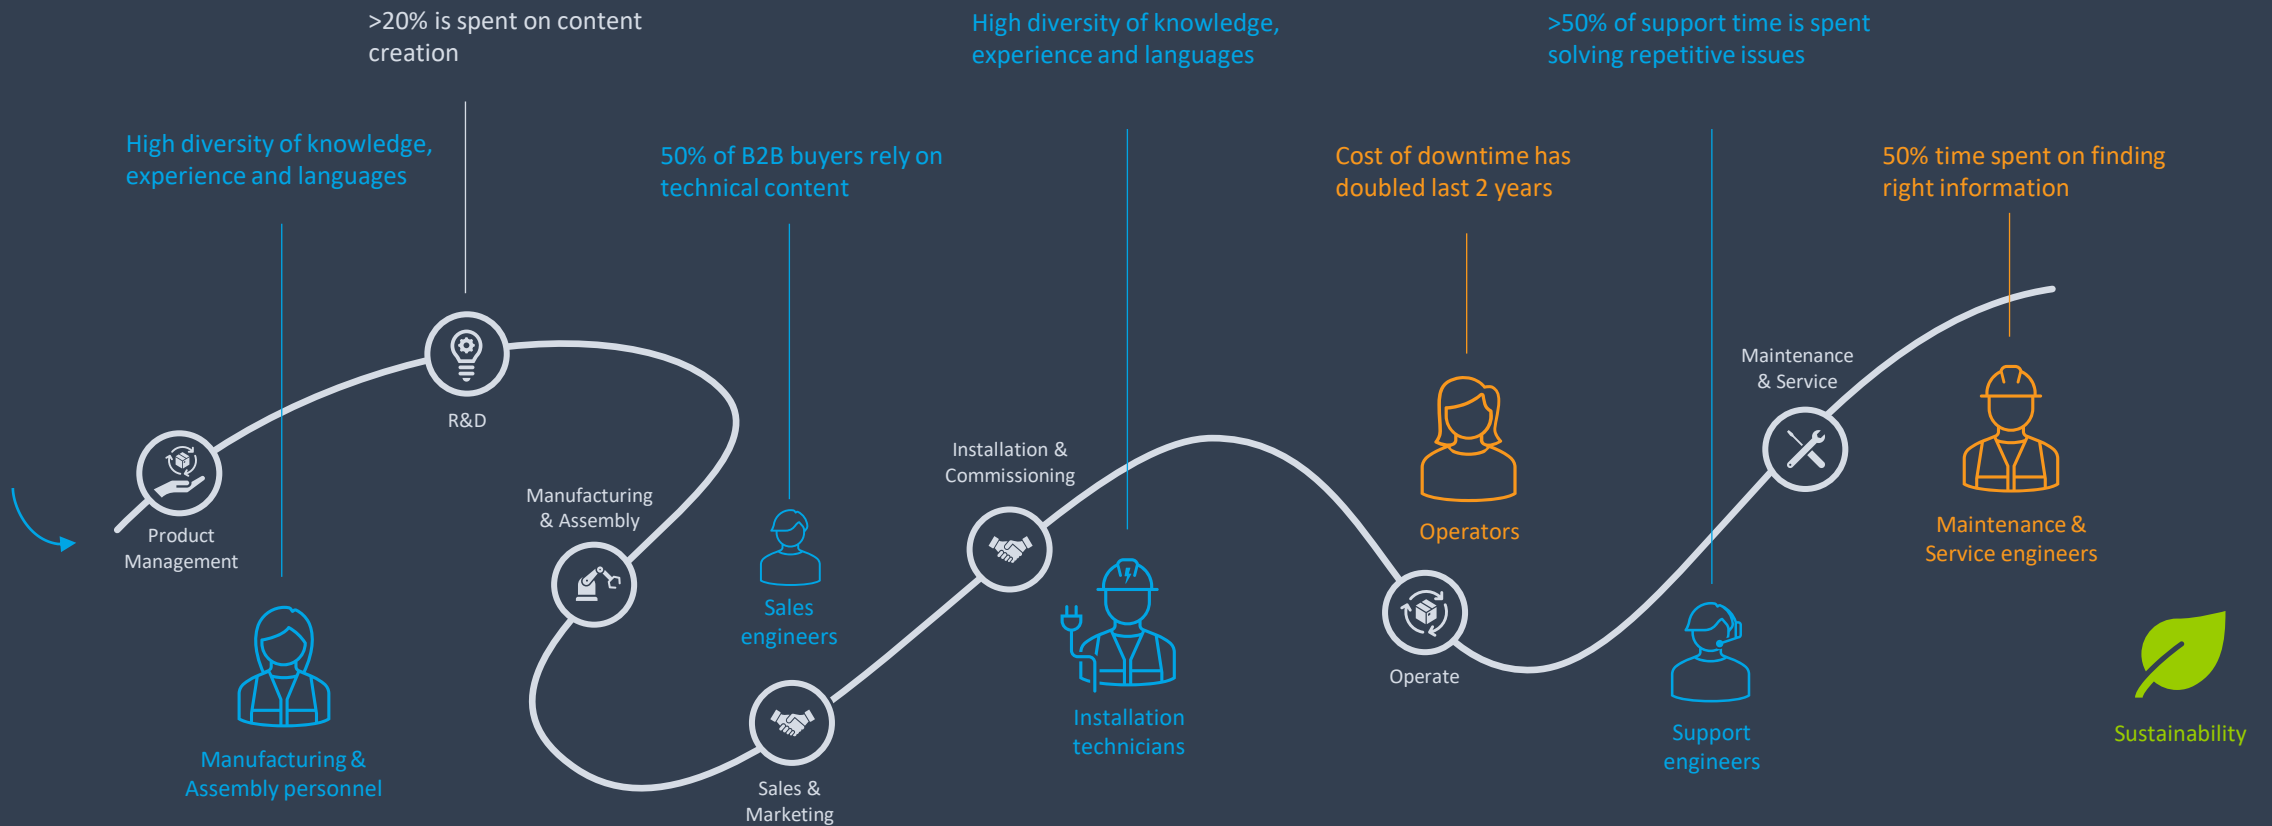 >20% is spent on content
creation
High diversity of knowledge,
experience and languages
>50% of support time is spent
solving repetitive issues
High diversity of knowledge,
experience and languages
50% of B2B buyers rely on
technical content
Cost of downtime has
doubled last 2 years
50% time spent on finding
right information
Product
Management
R&D
Manufacturing
& Assembly
Sales &
Marketing
Installation &
Commissioning
Operate
Maintenance
& Service
Manufacturing &
Assembly personnel
Sales
engineers
Installation
technicians
Operators
Support
engineers
Maintenance &
Service engineers
Sustainability